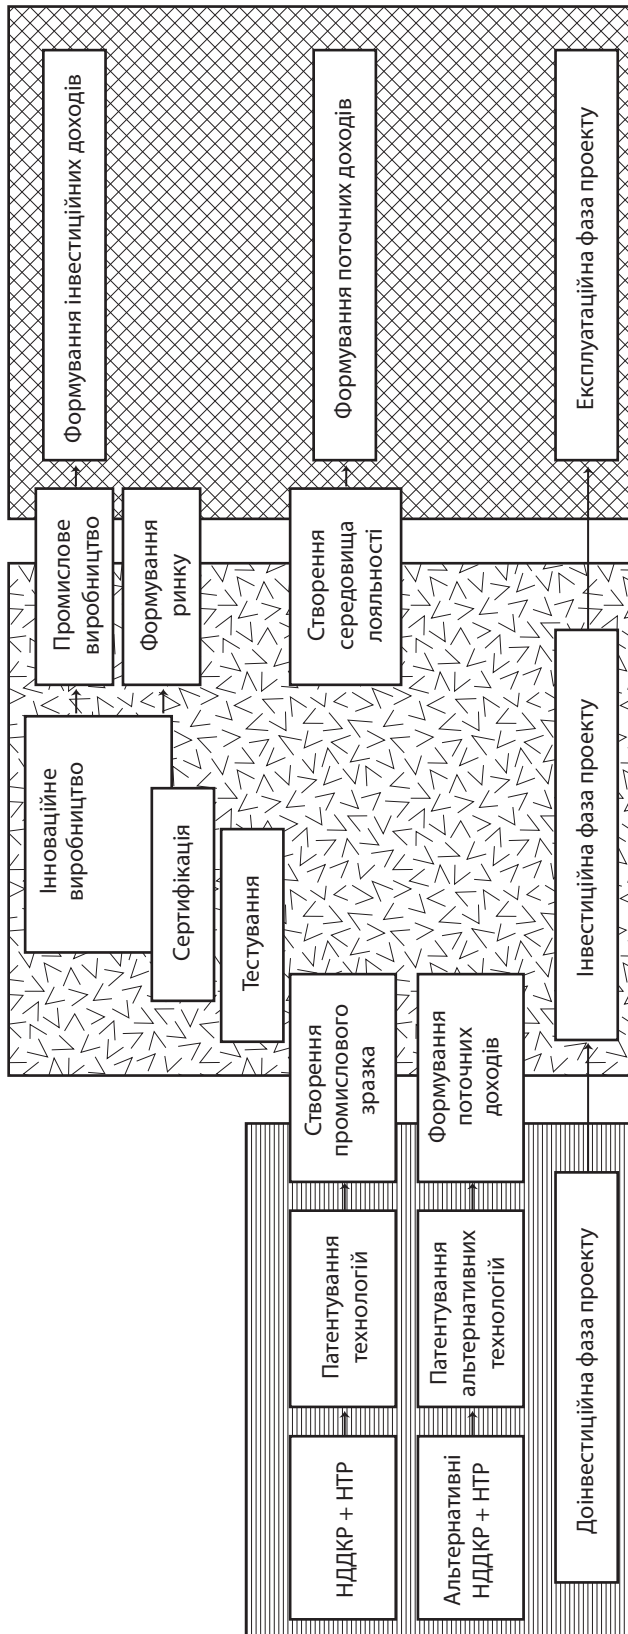 НДДКР + НТР
Патентування
технологій
Створення
промислового
зразка
Альтернативні
НДДКР + НТР
Патентування
альтернативних
технологій
Формування
поточних
доходів
Доінвестиційна фаза проекту
Інноваційне
виробництво
Сертифікація
Тестування
Промислове
виробництво
Формування
ринку
Створення
середовища
лояльності
Інвестиційна фаза проекту
Формування інвестиційних доходів
Формування поточних доходів
Експлуатаційна фаза проекту